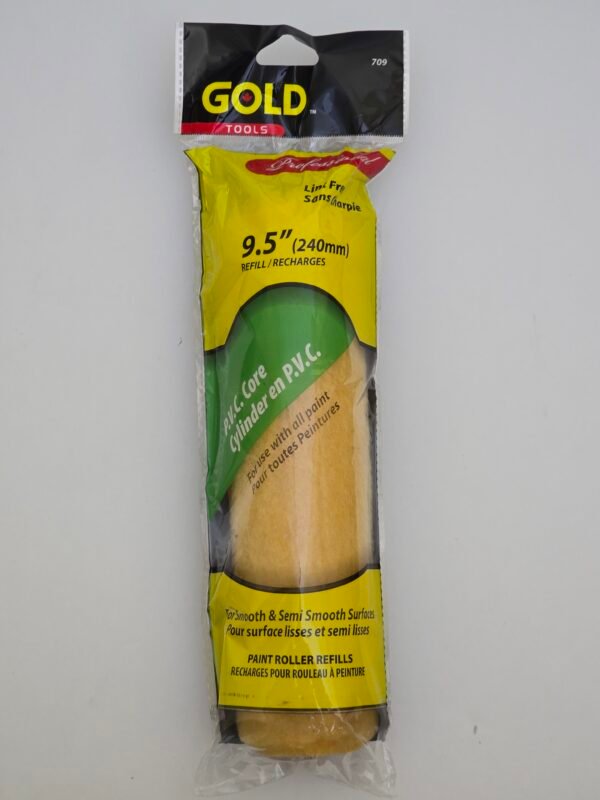 709
GOLD™
TOOLS
Professional
Lint Free
Sans Charpie
9.5" (240mm)
REFILL / RECHARGES
P.V.C. Core
Cylinder en P.V.C.
For use with all paint
Pour toutes Peintures
For Smooth & Semi Smooth Surfaces
Pour surface lisses et semi lisses
PAINT ROLLER REFILLS
RECHARGES POUR ROULEAU À PEINTURE